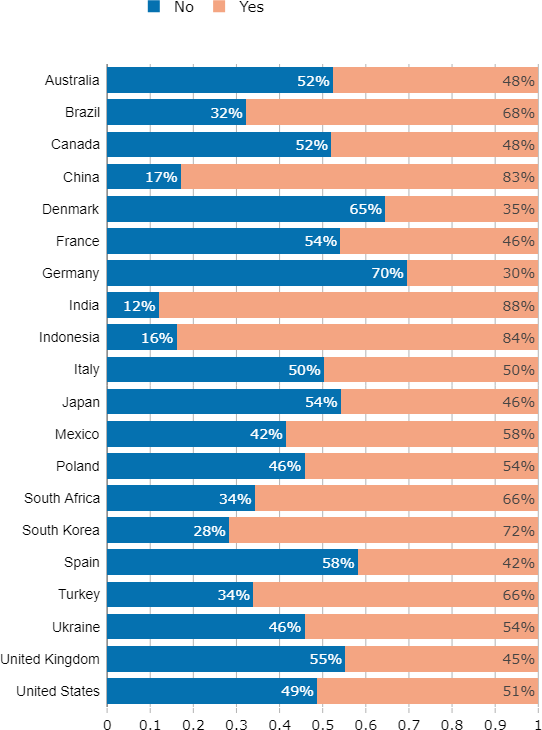 No Yes
Australia 52% 48%
Brazil 32% 68%
Canada 52% 48%
China 17% 83%
Denmark 65% 35%
France 54% 46%
Germany 70% 30%
India 12% 88%
Indonesia 16% 84%
Italy 50% 50%
Japan 54% 46%
Mexico 42% 58%
Poland 46% 54%
South Africa 34% 66%
South Korea 28% 72%
Spain 58% 42%
Turkey 34% 66%
Ukraine 46% 54%
United Kingdom 55% 45%
United States 49% 51%
0 0.1 0.2 0.3 0.4 0.5 0.6 0.7 0.8 0.9 1